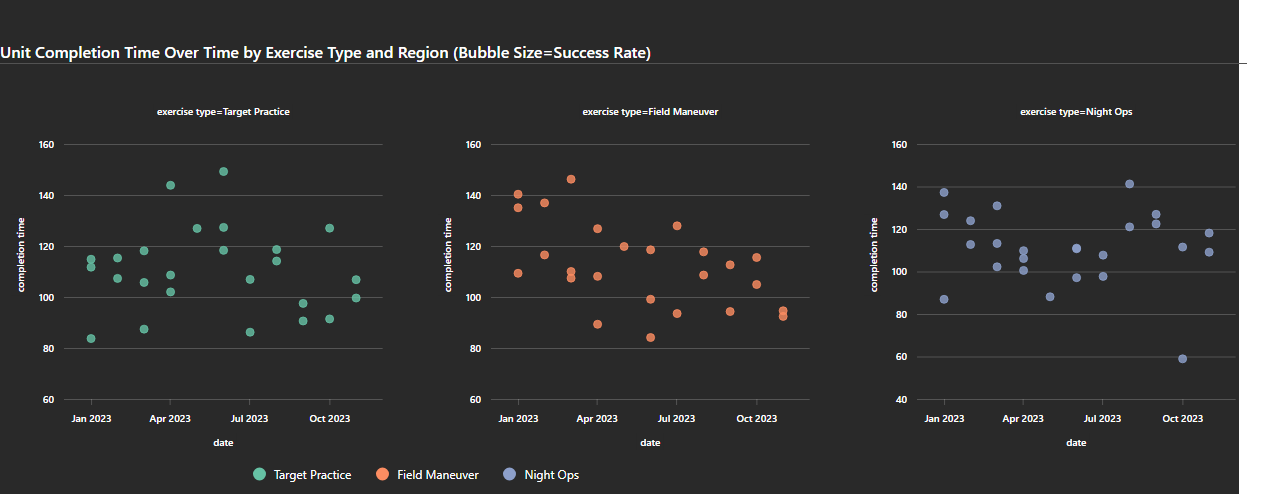 Unit Completion Time Over Time by Exercise Type and Region (Bubble Size=Success Rate)
exercise type=Target Practice
160
140
120
100
80
60
completion time
Jan 2023 Apr 2023 Jul 2023 Oct 2023
date
exercise type=Field Maneuver
160
140
120
100
80
60
completion time
Jan 2023 Apr 2023 Jul 2023 Oct 2023
date
exercise type=Night Ops
160
140
120
100
80
60
40
completion time
Jan 2023 Apr 2023 Jul 2023 Oct 2023
date
Target Practice Field Maneuver Night Ops